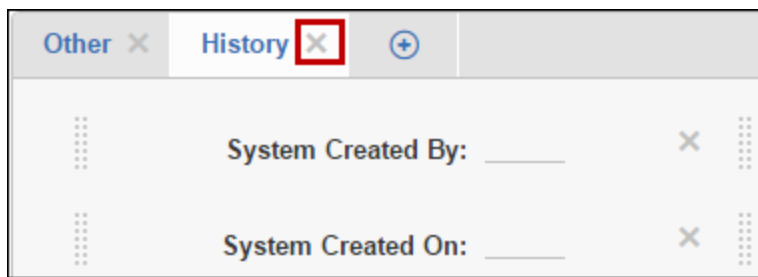 Other History
System Created By:
System Created On: